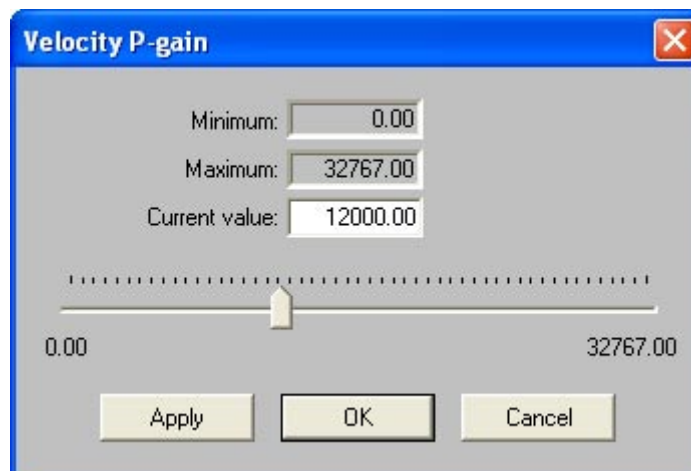 Velocity P-gain
Minimum: 0.00
Maximum: 32767.00
Current value: 12000.00
0.00 32767.00
Apply OK Cancel